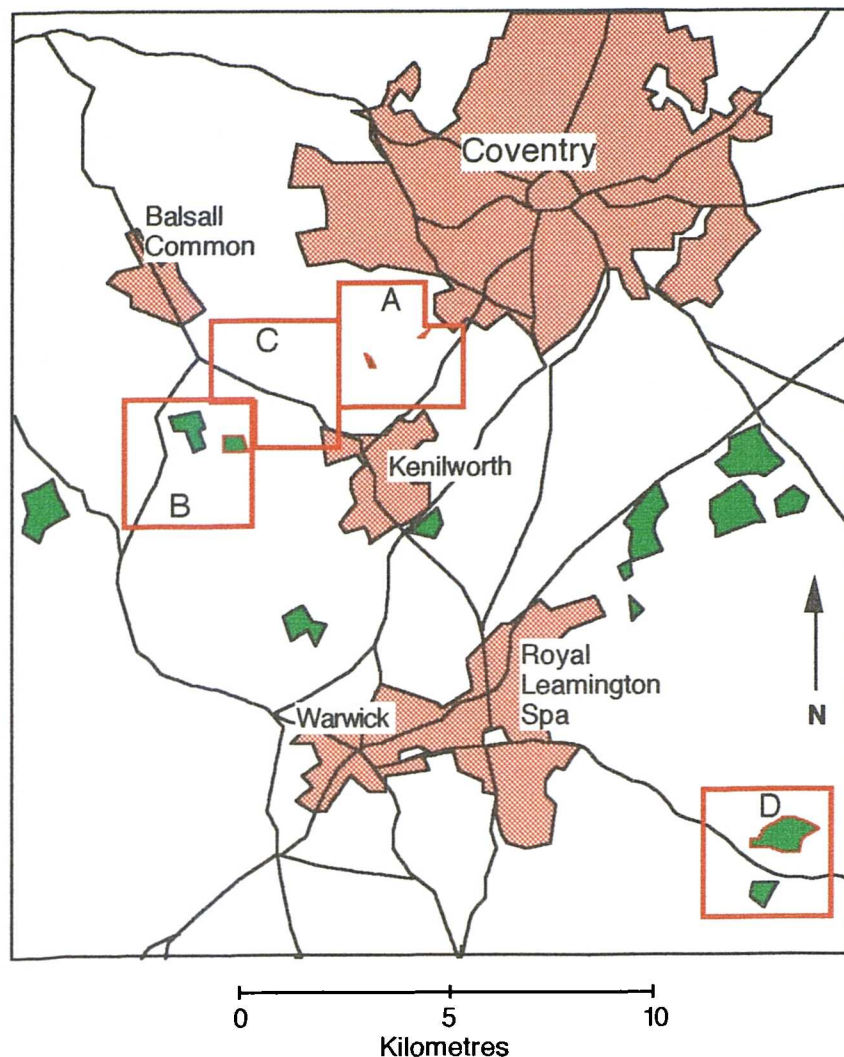 Coventry
Balsall
Common
A
C
Kenilworth
B
Royal
Leamington
Spa
N
Warwick
D
0 5 10
Kilometres